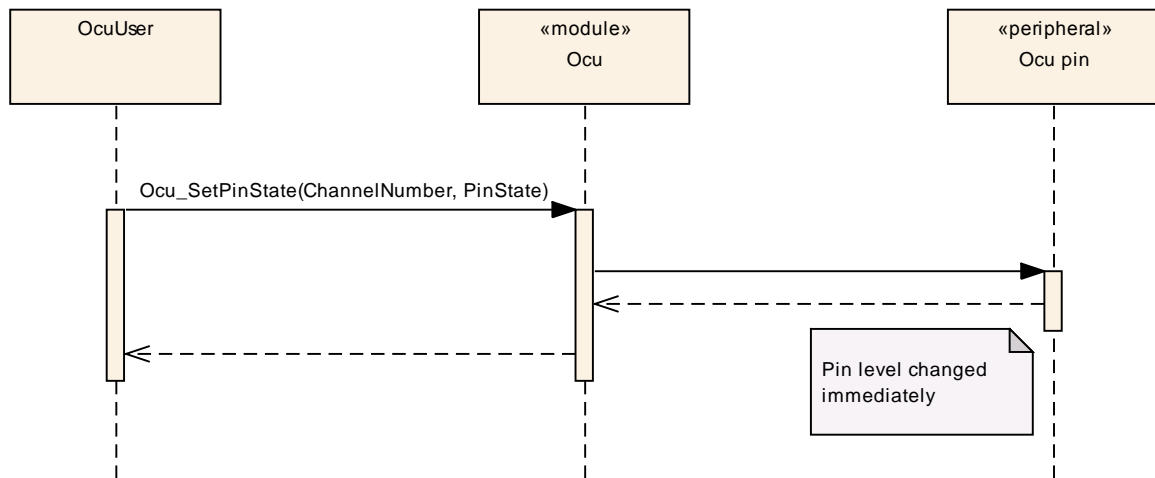 OcuUser
«module»
Ocu
«peripheral»
Ocu pin
Ocu_SetPinState(ChannelNumber, PinState)
Pin level changed
immediately